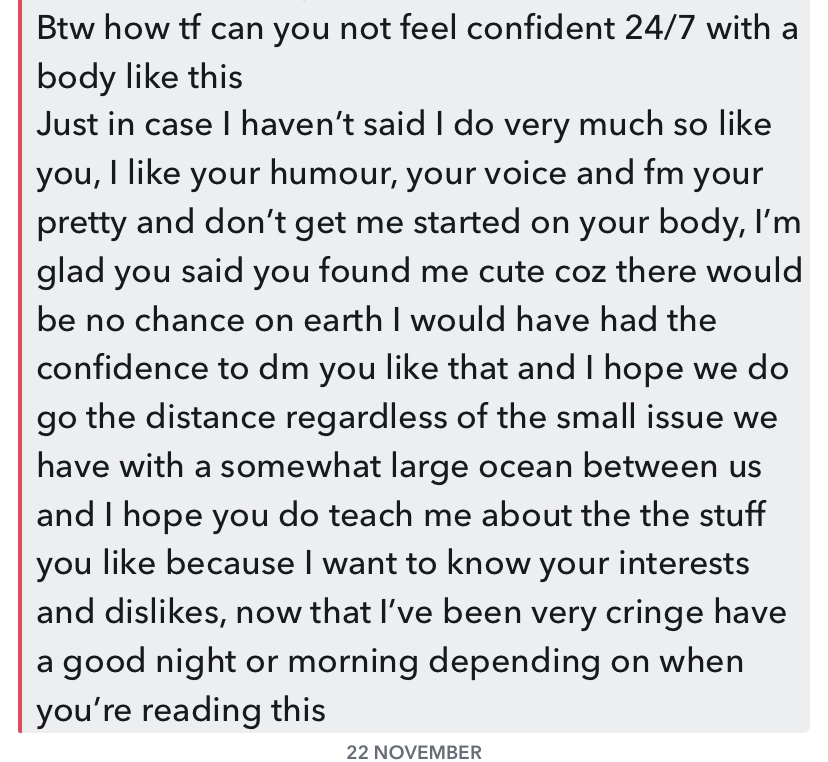 Btw how tf can you not feel confident 24/7 with a
body like this
Just in case I haven’t said I do very much so like
you, I like your humour, your voice and fm your
pretty and don’t get me started on your body, I’m
glad you said you found me cute coz there would
be no chance on earth I would have had the
confidence to dm you like that and I hope we do
go the distance regardless of the small issue we
have with a somewhat large ocean between us
and I hope you do teach me about the the stuff
you like because I want to know your interests
and dislikes, now that I’ve been very cringe have
a good night or morning depending on when
you’re reading this
22 NOVEMBER